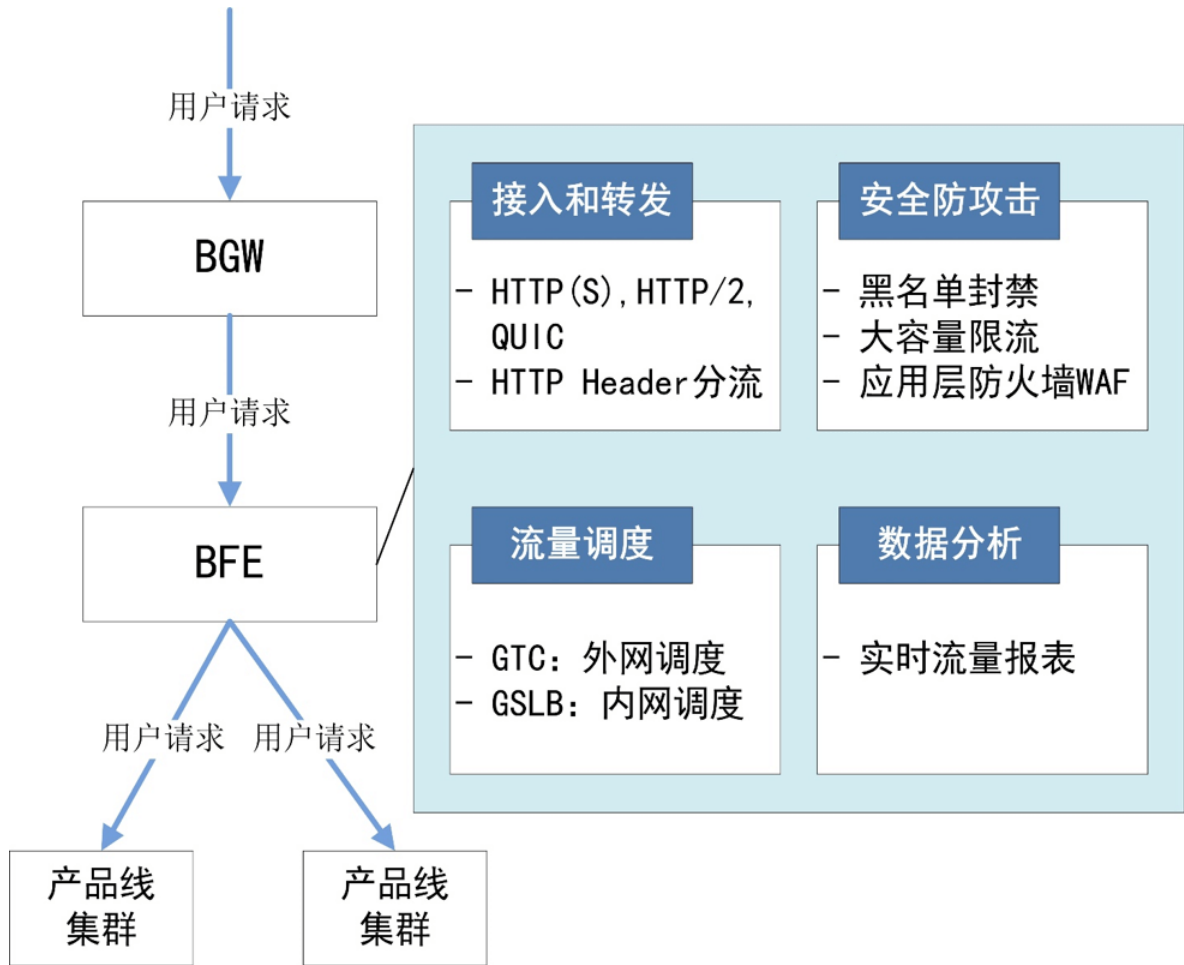 用户请求
BGW
用户请求
BFE
用户请求
用户请求
产品线
集群
产品线
集群
接入和转发
- HTTP(S),HTTP/2,
QUIC
- HTTP Header分流
安全防攻击
- 黑名单封禁
- 大容量限流
- 应用层防火墙WAF
流量调度
- GTC：外网调度
- GSLB：内网调度
数据分析
- 实时流量报表